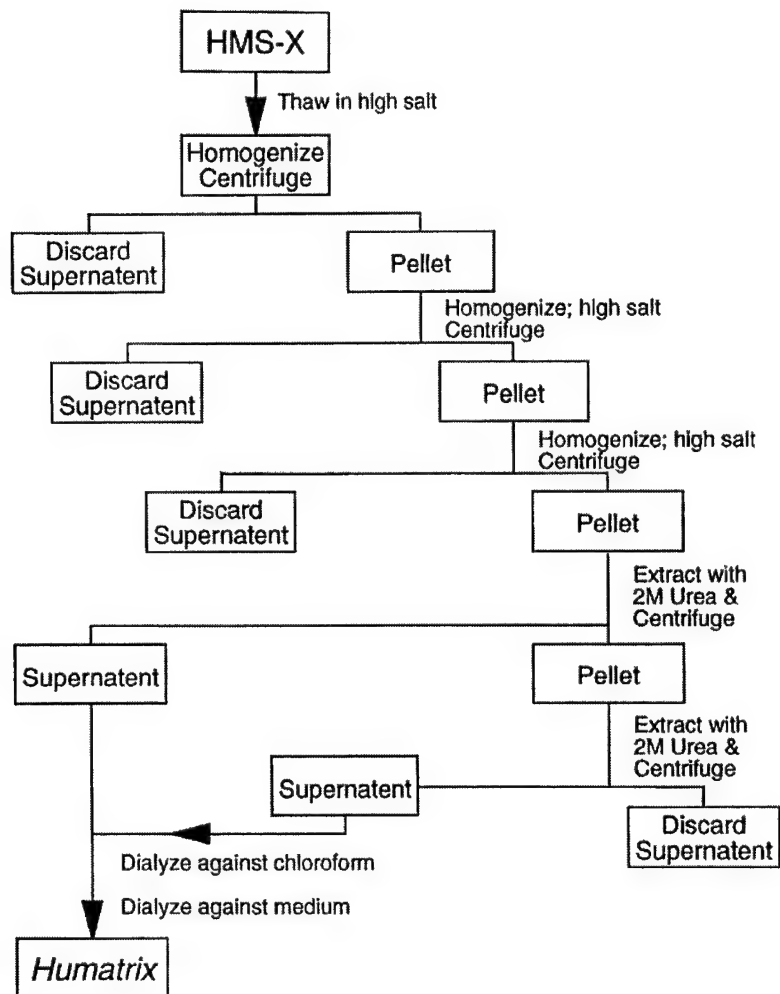 HMS-X
Thaw in high salt
Homogenize
Centrifuge
Discard
Supernatent
Pellet
Homogenize; high salt
Centrifuge
Discard
Supernatent
Pellet
Homogenize; high salt
Centrifuge
Discard
Supernatent
Pellet
Extract with
2M Urea &
Centrifuge
Supernatent
Pellet
Extract with
2M Urea &
Centrifuge
Supernatent
Discard
Supernatent
Dialyze against chloroform
Dialyze against medium
Humatrix